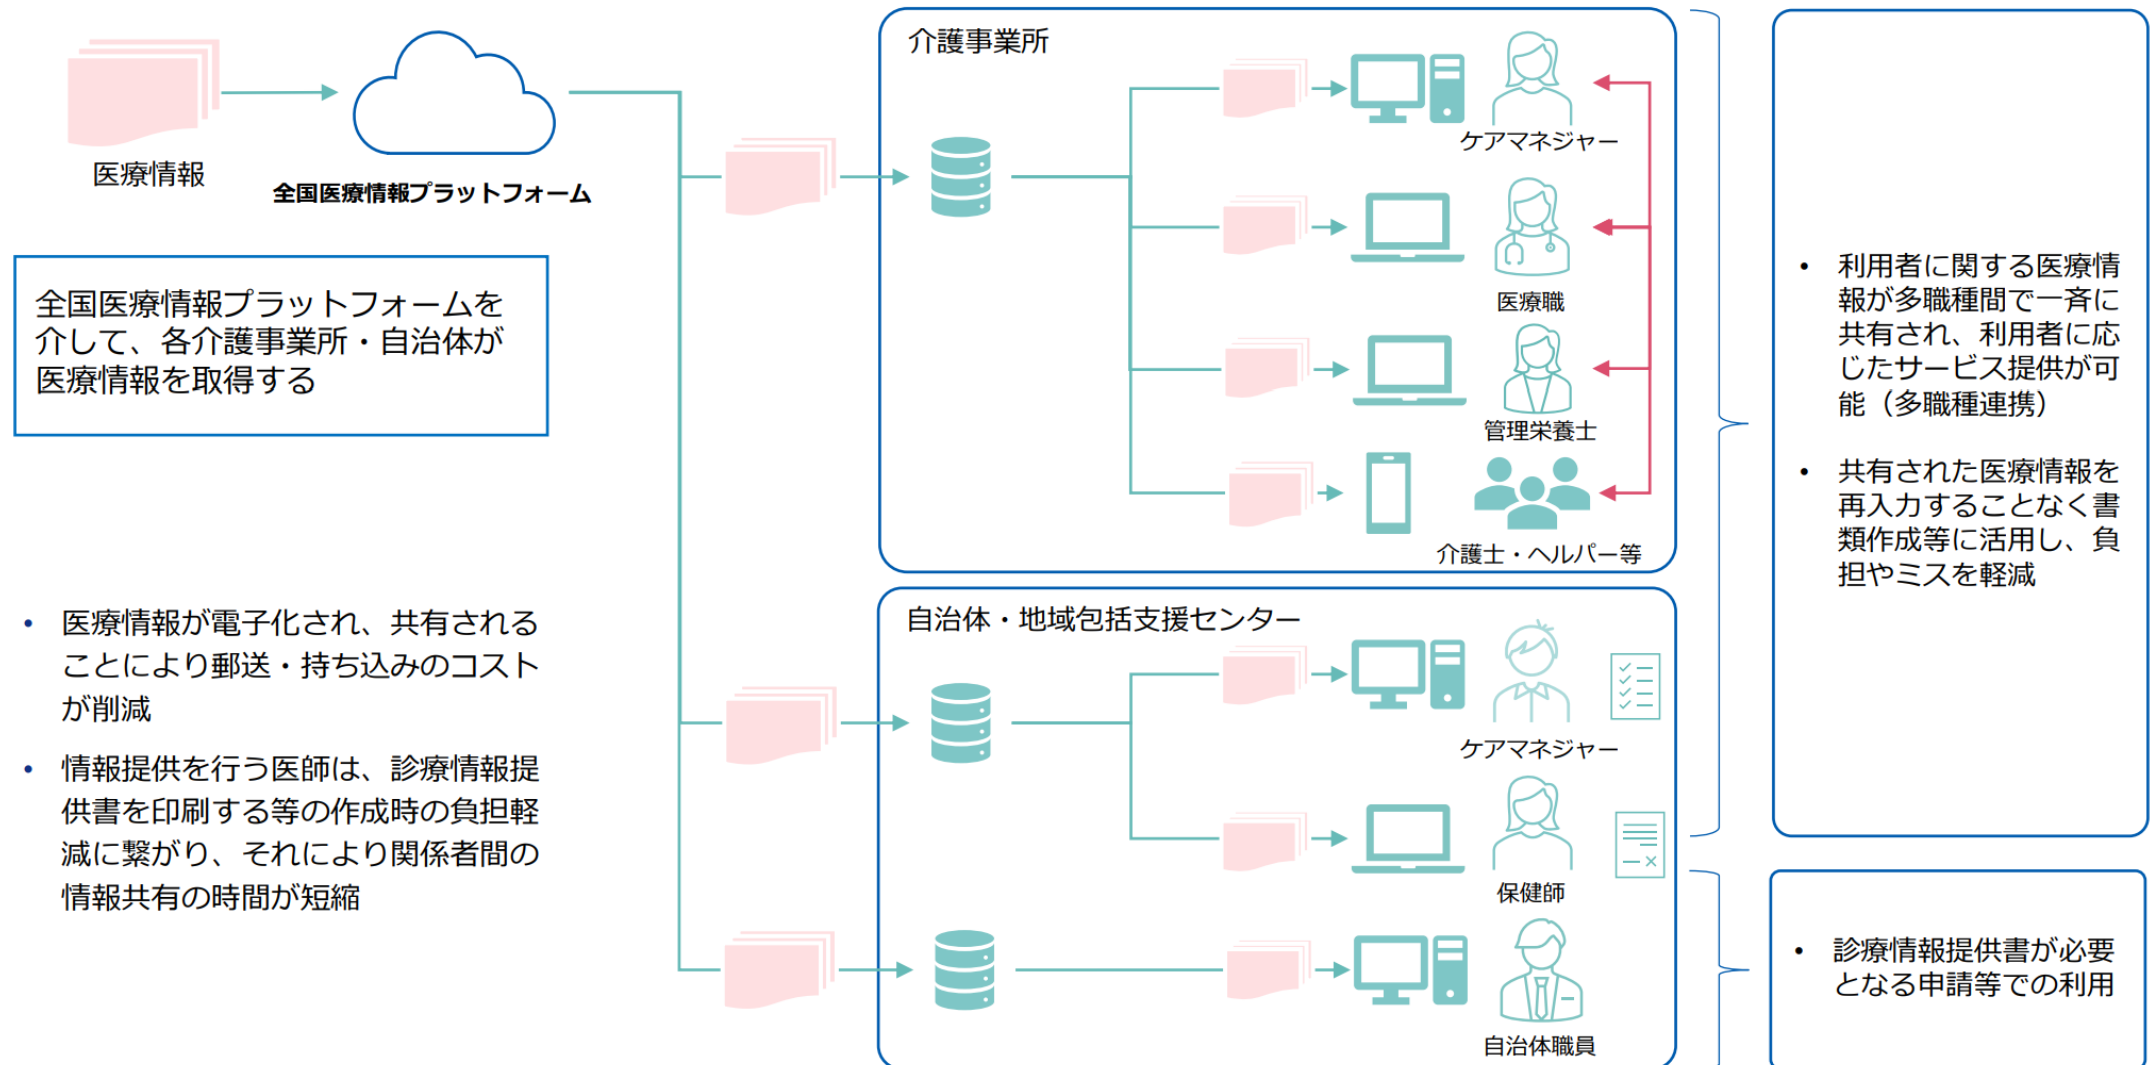 医療情報
全国医療情報プラットフォーム
全国医療情報プラットフォームを
介して、各介護事業所・自治体が
医療情報を取得する
• 医療情報が電子化され、共有される
ことにより郵送・持ち込みのコスト
が削減
• 情報提供を行う医師は、診療情報提
供書を印刷する等の作成時の負担軽
減に繋がり、それにより関係者間の
情報共有の時間が短縮
介護事業所
ケアマネジャー
医療職
管理栄養士
介護士・ヘルパー等
自治体・地域包括支援センター
ケアマネジャー
保健師
自治体職員
• 利用者に関する医療情
報が多職種間で一斉に
共有され、利用者に応
じたサービス提供が可
能（多職種連携）
• 共有された医療情報を
再入力することなく書
類作成等に活用し、負
担やミスを軽減
• 診療情報提供書が必要
となる申請等での利用